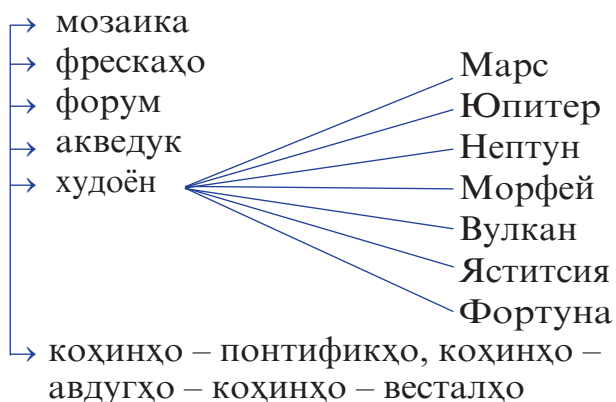 мозаика
фрескаҳо
форум
акведук
худоён
Марс
Юпитер
Нептун
Морфей
Вулкан
Яститсия
Фортуна
коҳинҳо – понтификҳо, коҳинҳо –
авдугҳо – коҳинҳо – весталҳо